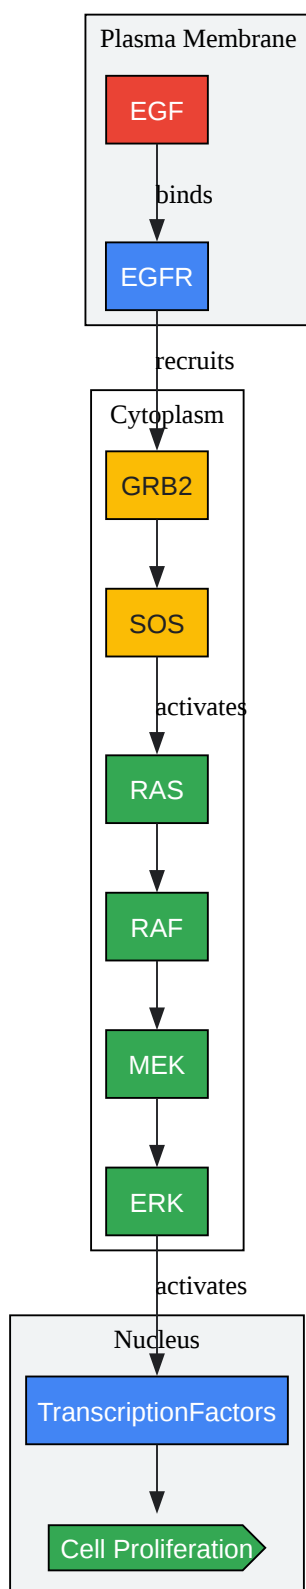 Plasma Membrane
EGF
binds
EGFR
recruits
Cytoplasm
GRB2
SOS
activates
RAS
RAF
MEK
ERK
activates
Nucleus
TranscriptionFactors
Cell Proliferation